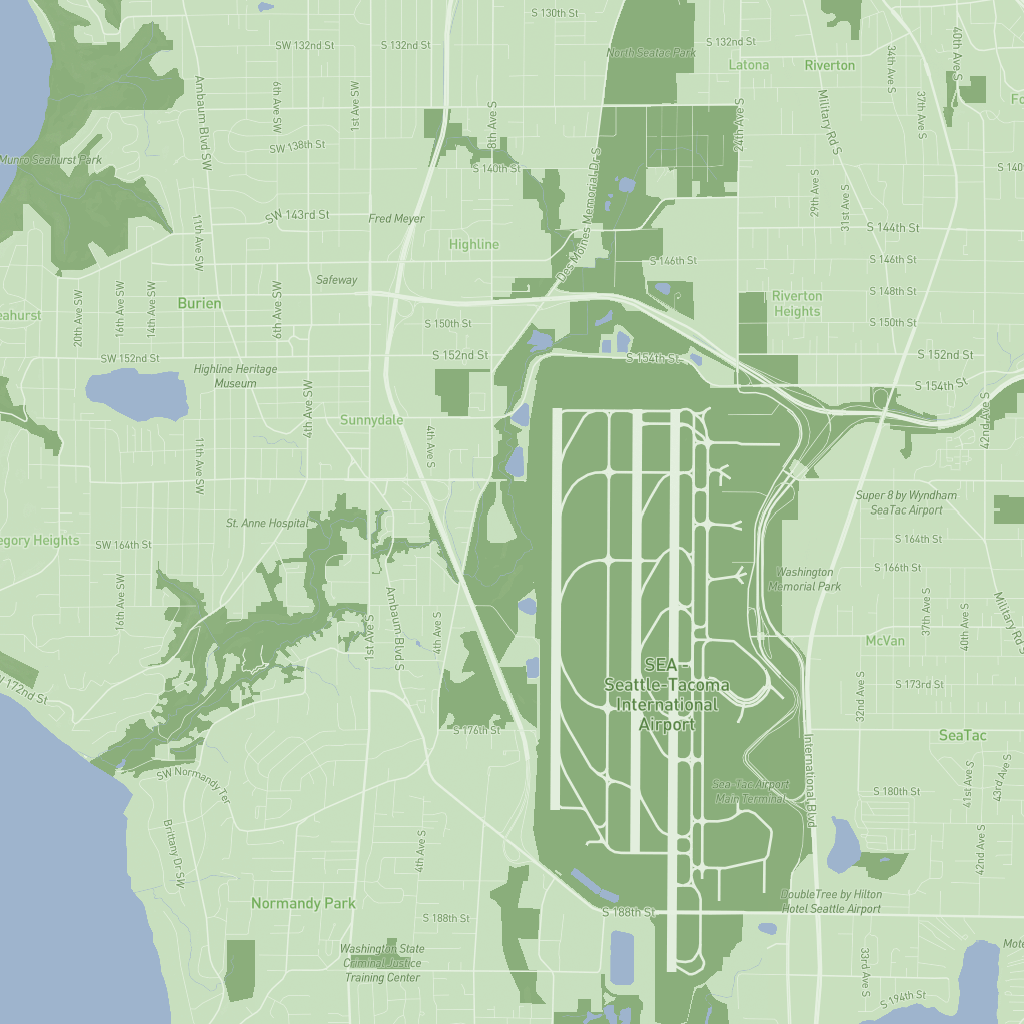 S 130th St
SW 132nd St
S 132nd St
S 132nd St
North Seatac Park
Latona
Riverton
34th Ave S
40th Ave S
Ambaum Blvd SW
6th Ave SW
1st Ave SW
8th Ave S
24th Ave S
Military Rd S
37th Ave S
Fo
SW 138th St
Munro Seahurst Park
S 140th St
S 140
29th Ave S
31st Ave S
SW 143rd St
Fred Meyer
11th Ave SW
Highline
Des Moines Memorial Dr S
S 144th St
S 146th St
S 146th St
Safeway
20th Ave SW
16th Ave SW
14th Ave SW
Burien
6th Ave SW
Riverton
Heights
S 148th St
eahurst
S 150th St
S 150th St
SW 152nd St
S 152nd St
S 154th St
S 152nd St
Highline Heritage
Museum
S 154th St
4th Ave SW
Sunnydale
4th Ave S
42nd Ave S
11th Ave SW
Super 8 by Wyndham
SeaTac Airport
St. Anne Hospital
egory Heights
SW 164th St
S 164th St
S 166th St
16th Ave SW
Washington
Memorial Park
Ambaum Blvd S
1st Ave S
4th Ave S
37th Ave S
40th Ave S
Military Rd S
McVan
SEA -
Seattle-Tacoma
International
Airport
W 172nd St
S 173rd St
32nd Ave S
S 176th St
SeaTac
International Blvd
SW Normandy Ter
Sea-Tac Airport
Main Terminal
S 180th St
41st Ave S
43rd Ave S
Brittany Dr SW
4th Ave S
42nd Ave S
Normandy Park
DoubleTree by Hilton
Hotel Seattle Airport
S 188th St
S 188th St
Washington State
Criminal Justice
Training Center
33rd Ave S
Mote
S 194th St